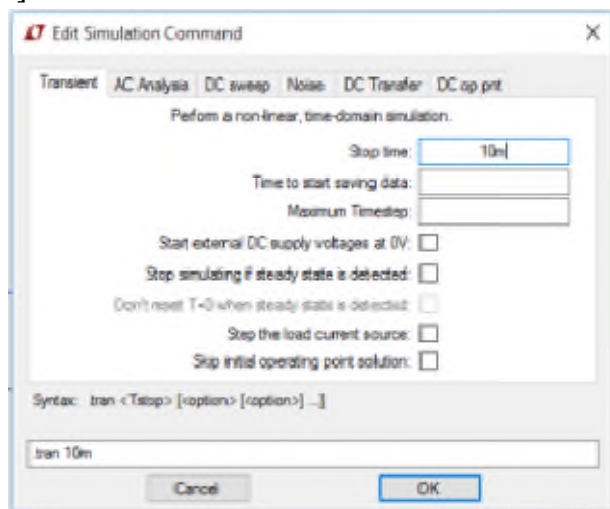 Edit Simulation Command
Transient AC Analysis DC sweep Noise DC Transfer DC op pnt
Perform a non-linear, time-domain simulation.
Stop time: 10m
Time to start saving data:
Maximum Timestep:
Start external DC supply voltages at 0V:
Stop simulating if steady state is detected:
Don't reset T=0 when steady state is detected:
Step the load current source:
Skip initial operating point solution:
Syntax: .tran <Tstop> [<option> [<option>] ...]
.tran 10m
Cancel OK